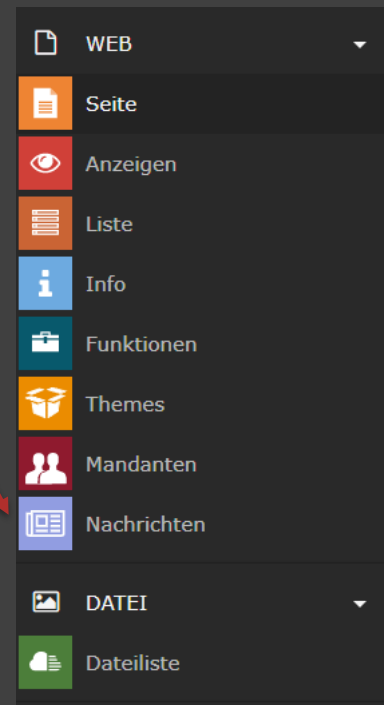 WEB
Seite
Anzeigen
Liste
Info
Funktionen
Themes
Mandanten
Nachrichten
DATEI
Dateiliste